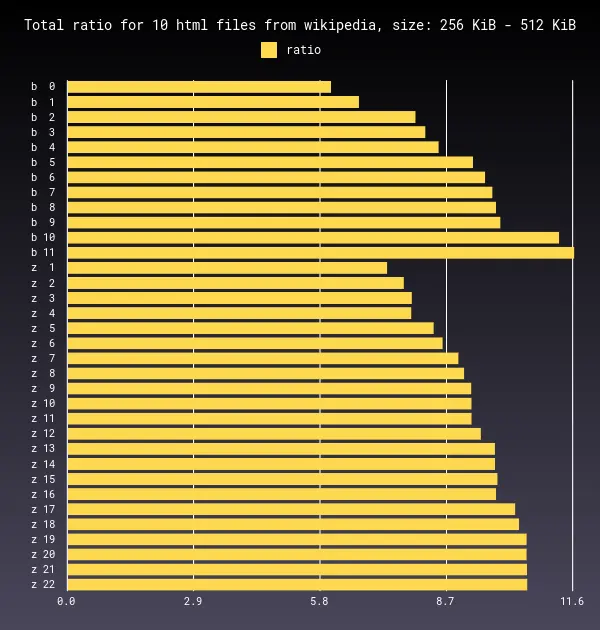 Total ratio for 10 html files from wikipedia, size: 256 KiB - 512 KiB
ratio
b 0
b 1
b 2
b 3
b 4
b 5
b 6
b 7
b 8
b 9
b 10
b 11
z 1
z 2
z 3
z 4
z 5
z 6
z 7
z 8
z 9
z 10
z 11
z 12
z 13
z 14
z 15
z 16
z 17
z 18
z 19
z 20
z 21
z 22
0.0 2.9 5.8 8.7 11.6